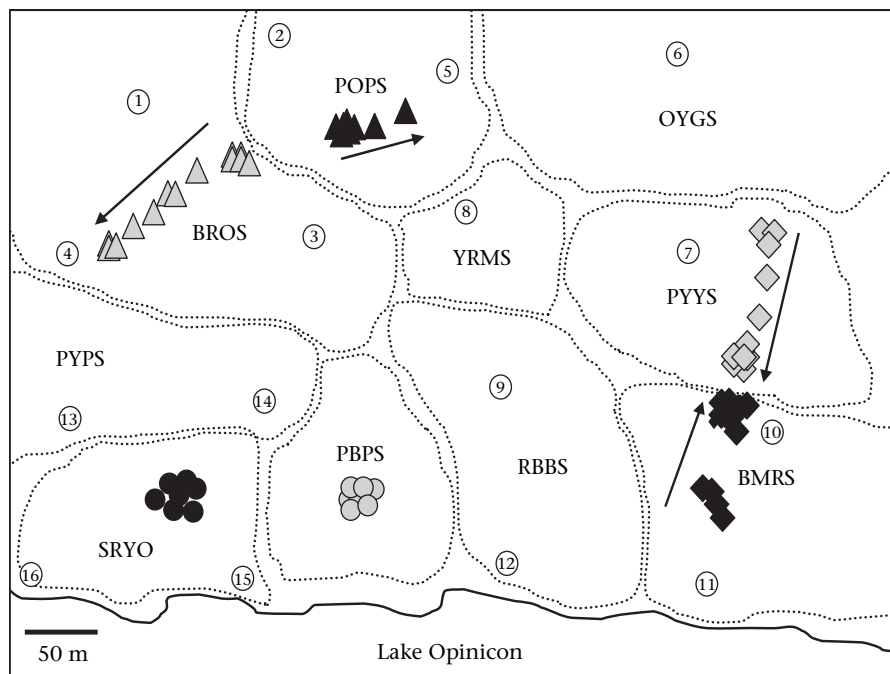 2
5
6
POPS
1
OYGS
8
3
BROS
7
4
YRMS
PYYS
PYPS
9
14
13
10
PBPS
RBBS
BMRS
SRYO
12
16
15
11
50 m
Lake Opinicon